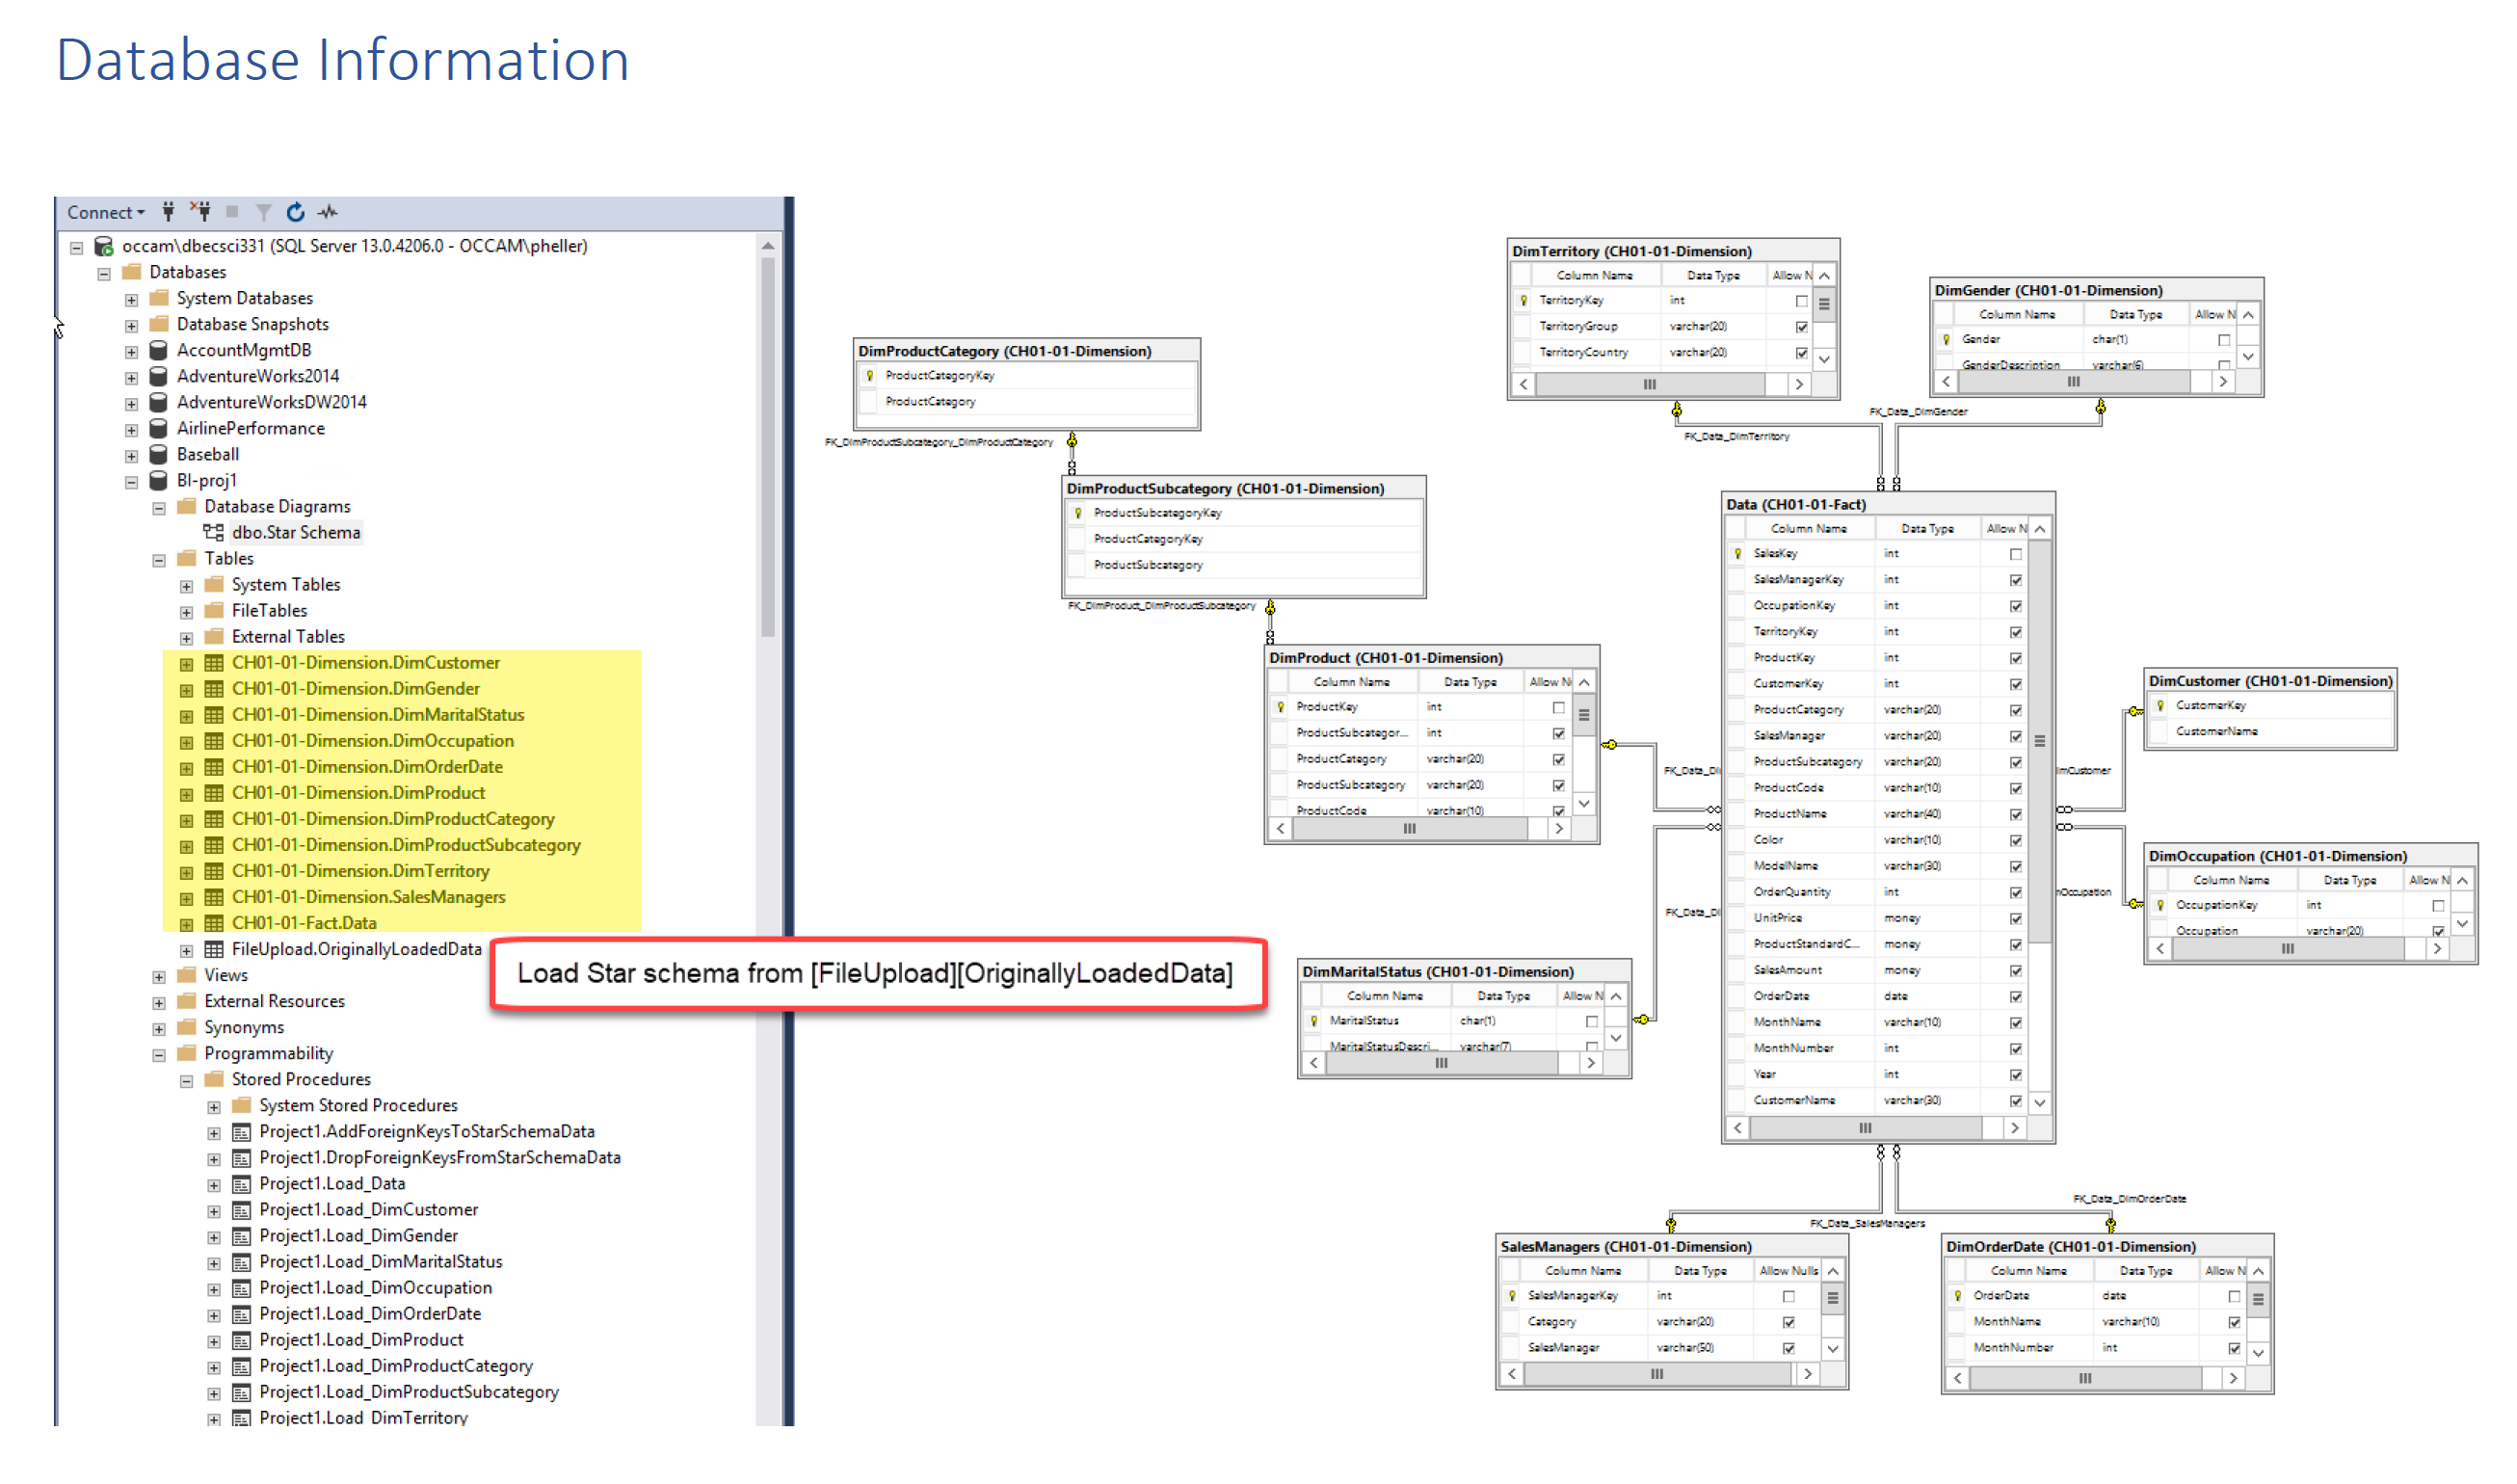 Database Information
Connect
occam\dbecsci331 (SQL Server 13.0.4206.0 - OCCAM\pheller)
Databases
System Databases
Database Snapshots
AccountMgmtDB
AdventureWorks2014
AdventureWorksDW2014
AirlinePerformance
Baseball
BI-proj1
Database Diagrams
dbo.Star Schema
Tables
System Tables
FileTables
External Tables
CH01-01-Dimension.DimCustomer
CH01-01-Dimension.DimGender
CH01-01-Dimension.DimMaritalStatus
CH01-01-Dimension.DimOccupation
CH01-01-Dimension.DimOrderDate
CH01-01-Dimension.DimProduct
CH01-01-Dimension.DimProductCategory
CH01-01-Dimension.DimProductSubcategory
CH01-01-Dimension.DimTerritory
CH01-01-Dimension.SalesManagers
CH01-01-Fact.Data
FileUpload.OriginallyLoadedData
Views
External Resources
Synonyms
Programmability
Stored Procedures
System Stored Procedures
Project1.AddForeignKeysToStarSchemaData
Project1.DropForeignKeysFromStarSchemaData
Project1.Load_Data
Project1.Load_DimCustomer
Project1.Load_DimGender
Project1.Load_DimMaritalStatus
Project1.Load_DimOccupation
Project1.Load_DimOrderDate
Project1.Load_DimProduct
Project1.Load_DimProductCategory
Project1.Load_DimProductSubcategory
Project1.Load_DimTerritory
Load Star schema from [FileUpload][OriginallyLoadedData]
DimProductCategory (CH01-01-Dimension)
ProductCategoryKey
ProductCategory
FK_DimProductSubcategory_DimProductCategory
DimProductSubcategory (CH01-01-Dimension)
ProductSubcategoryKey
ProductCategoryKey
ProductSubcategory
FK_DimProduct_DimProductSubcategory
DimProduct (CH01-01-Dimension)
Column Name Data Type Allow Nu
ProductKey int
ProductSubcategor... int
ProductCategory varchar(20)
ProductSubcategory varchar(20)
ProductCode varchar(10)
FK_Data_Di
DimTerritory (CH01-01-Dimension)
Column Name Data Type Allow N
TerritoryKey int
TerritoryGroup varchar(20)
TerritoryCountry varchar(20)
FK_Data_DimTerritory
DimGender (CH01-01-Dimension)
Column Name Data Type Allow N
Gender char(1)
GenderDescription varchar(6)
FK_Data_DimGender
Data (CH01-01-Fact)
Column Name Data Type Allow N
SalesKey int
SalesManagerKey int
OccupationKey int
TerritoryKey int
ProductKey int
CustomerKey int
ProductCategory varchar(20)
SalesManager varchar(20)
ProductSubcategory varchar(20)
ProductCode varchar(10)
ProductName varchar(40)
Color varchar(10)
ModelName varchar(30)
OrderQuantity int
UnitPrice money
ProductStandardC... money
SalesAmount money
OrderDate date
MonthName varchar(10)
MonthNumber int
Year int
CustomerName varchar(30)
DimCustomer (CH01-01-Dimension)
CustomerKey
CustomerName
imCustomer
DimOccupation (CH01-01-Dimension)
Column Name Data Type Allow N
OccupationKey int
Occupation varchar(20)
nOccupation
FK_Data_Di
DimMaritalStatus (CH01-01-Dimension)
Column Name Data Type Allow N
MaritalStatus char(1)
MaritalStatusDescri... varchar(7)
FK_Data_SalesManagers
SalesManagers (CH01-01-Dimension)
Column Name Data Type Allow Nulls
SalesManagerKey int
Category varchar(20)
SalesManager varchar(50)
FK_Data_DimOrderDate
DimOrderDate (CH01-01-Dimension)
Column Name Data Type Allow N
OrderDate date
MonthName varchar(10)
MonthNumber int